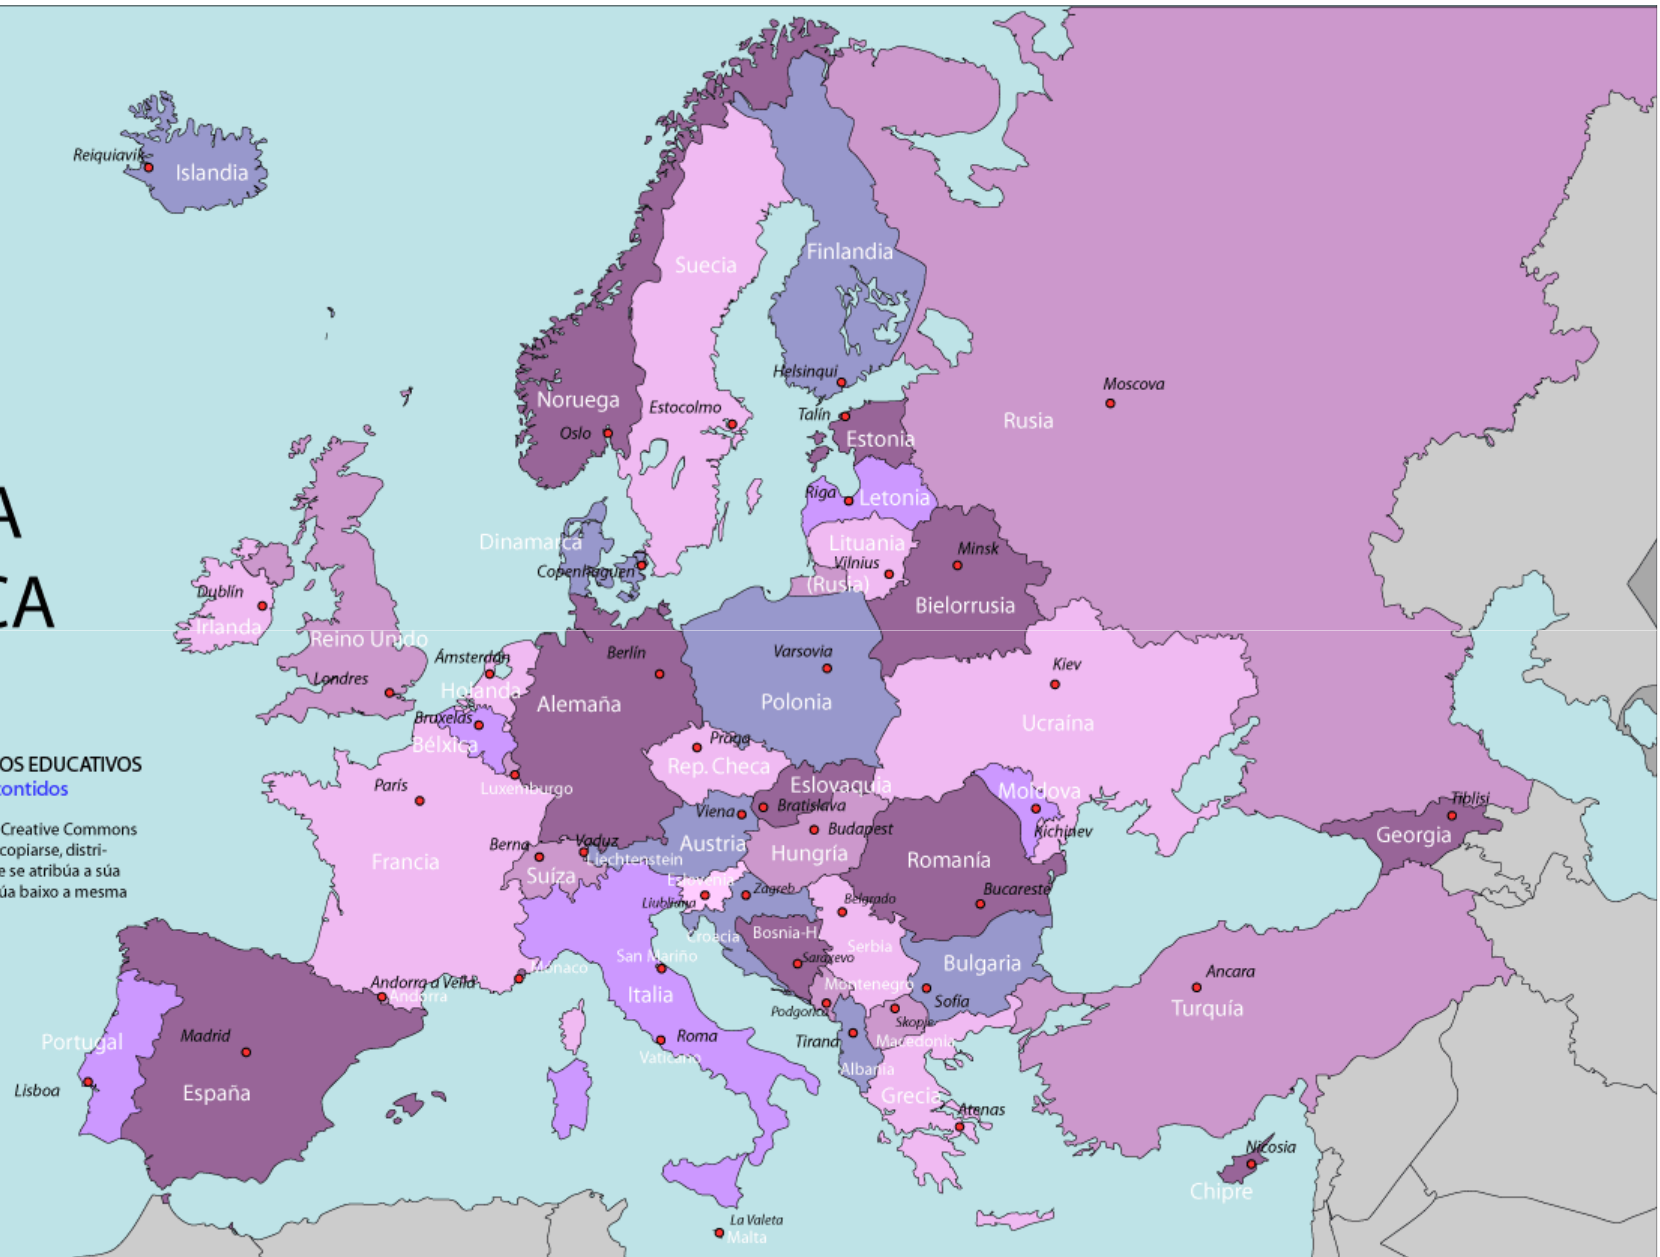 Reiquiavik
Islandia
Finlandia
Suecia
Helsinqui
Moscova
Noruega
Estocolmo
Talín
Rusia
Oslo
Estonia
A
Riga
Letonia
Dinamarca
Lituania
Minsk
Vilnius
Copenhaguen
(Rusia)
CA
Dublín
Bielorrusia
Irlanda
Reino Unido
Ámsterdan
Berlín
Varsovia
Kiev
Londres
Holanda
Alemaña
Polonia
Bruxelas
Ucraína
Bélxica
Praga
OS EDUCATIVOS
Rep. Checa
contidos
París
Luxemburgo
Eslovaquia
Moldova
Tiblisi
Viena
Bratislava
Creative Commons
Budapest
Kichinev
Georgia
copiarse, distri-
Berna
Vaduz
Austria
Hungría
Romanía
Francia
Liechtenstein
e se atribúa a súa
Suíza
Eslovenia
Zagreb
Bucareste
úa baixo a mesma
Liubliana
Belgrado
Croacia
Bosnia-H.
Serbia
San Mariño
Saraxevo
Bulgaria
Mónaco
Ancara
Andorra a Vella
Montenegro
Andorra
Italia
Sofía
Turquía
Podgorica
Skopje
Madrid
Roma
Tirana
Macedonia
Portugal
Vaticano
Albania
Lisboa
España
Grecia
Atenas
Nicosia
Chipre
La Valeta
Malta